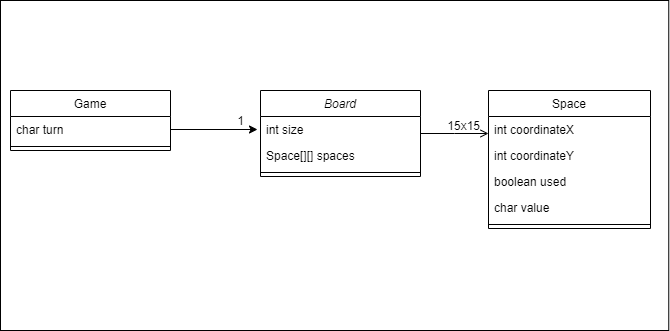 Game
char turn
1
Board
int size
Space[][] spaces
15x15
Space
int coordinateX
int coordinateY
boolean used
char value